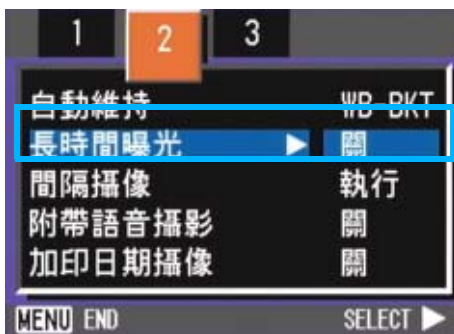 1 2 3
自動維持 WB BKT
長時間曝光 ▶ 關
間隔攝像 執行
附帶語音攝影 關
加印日期攝像 關
MENU END SELECT ▶